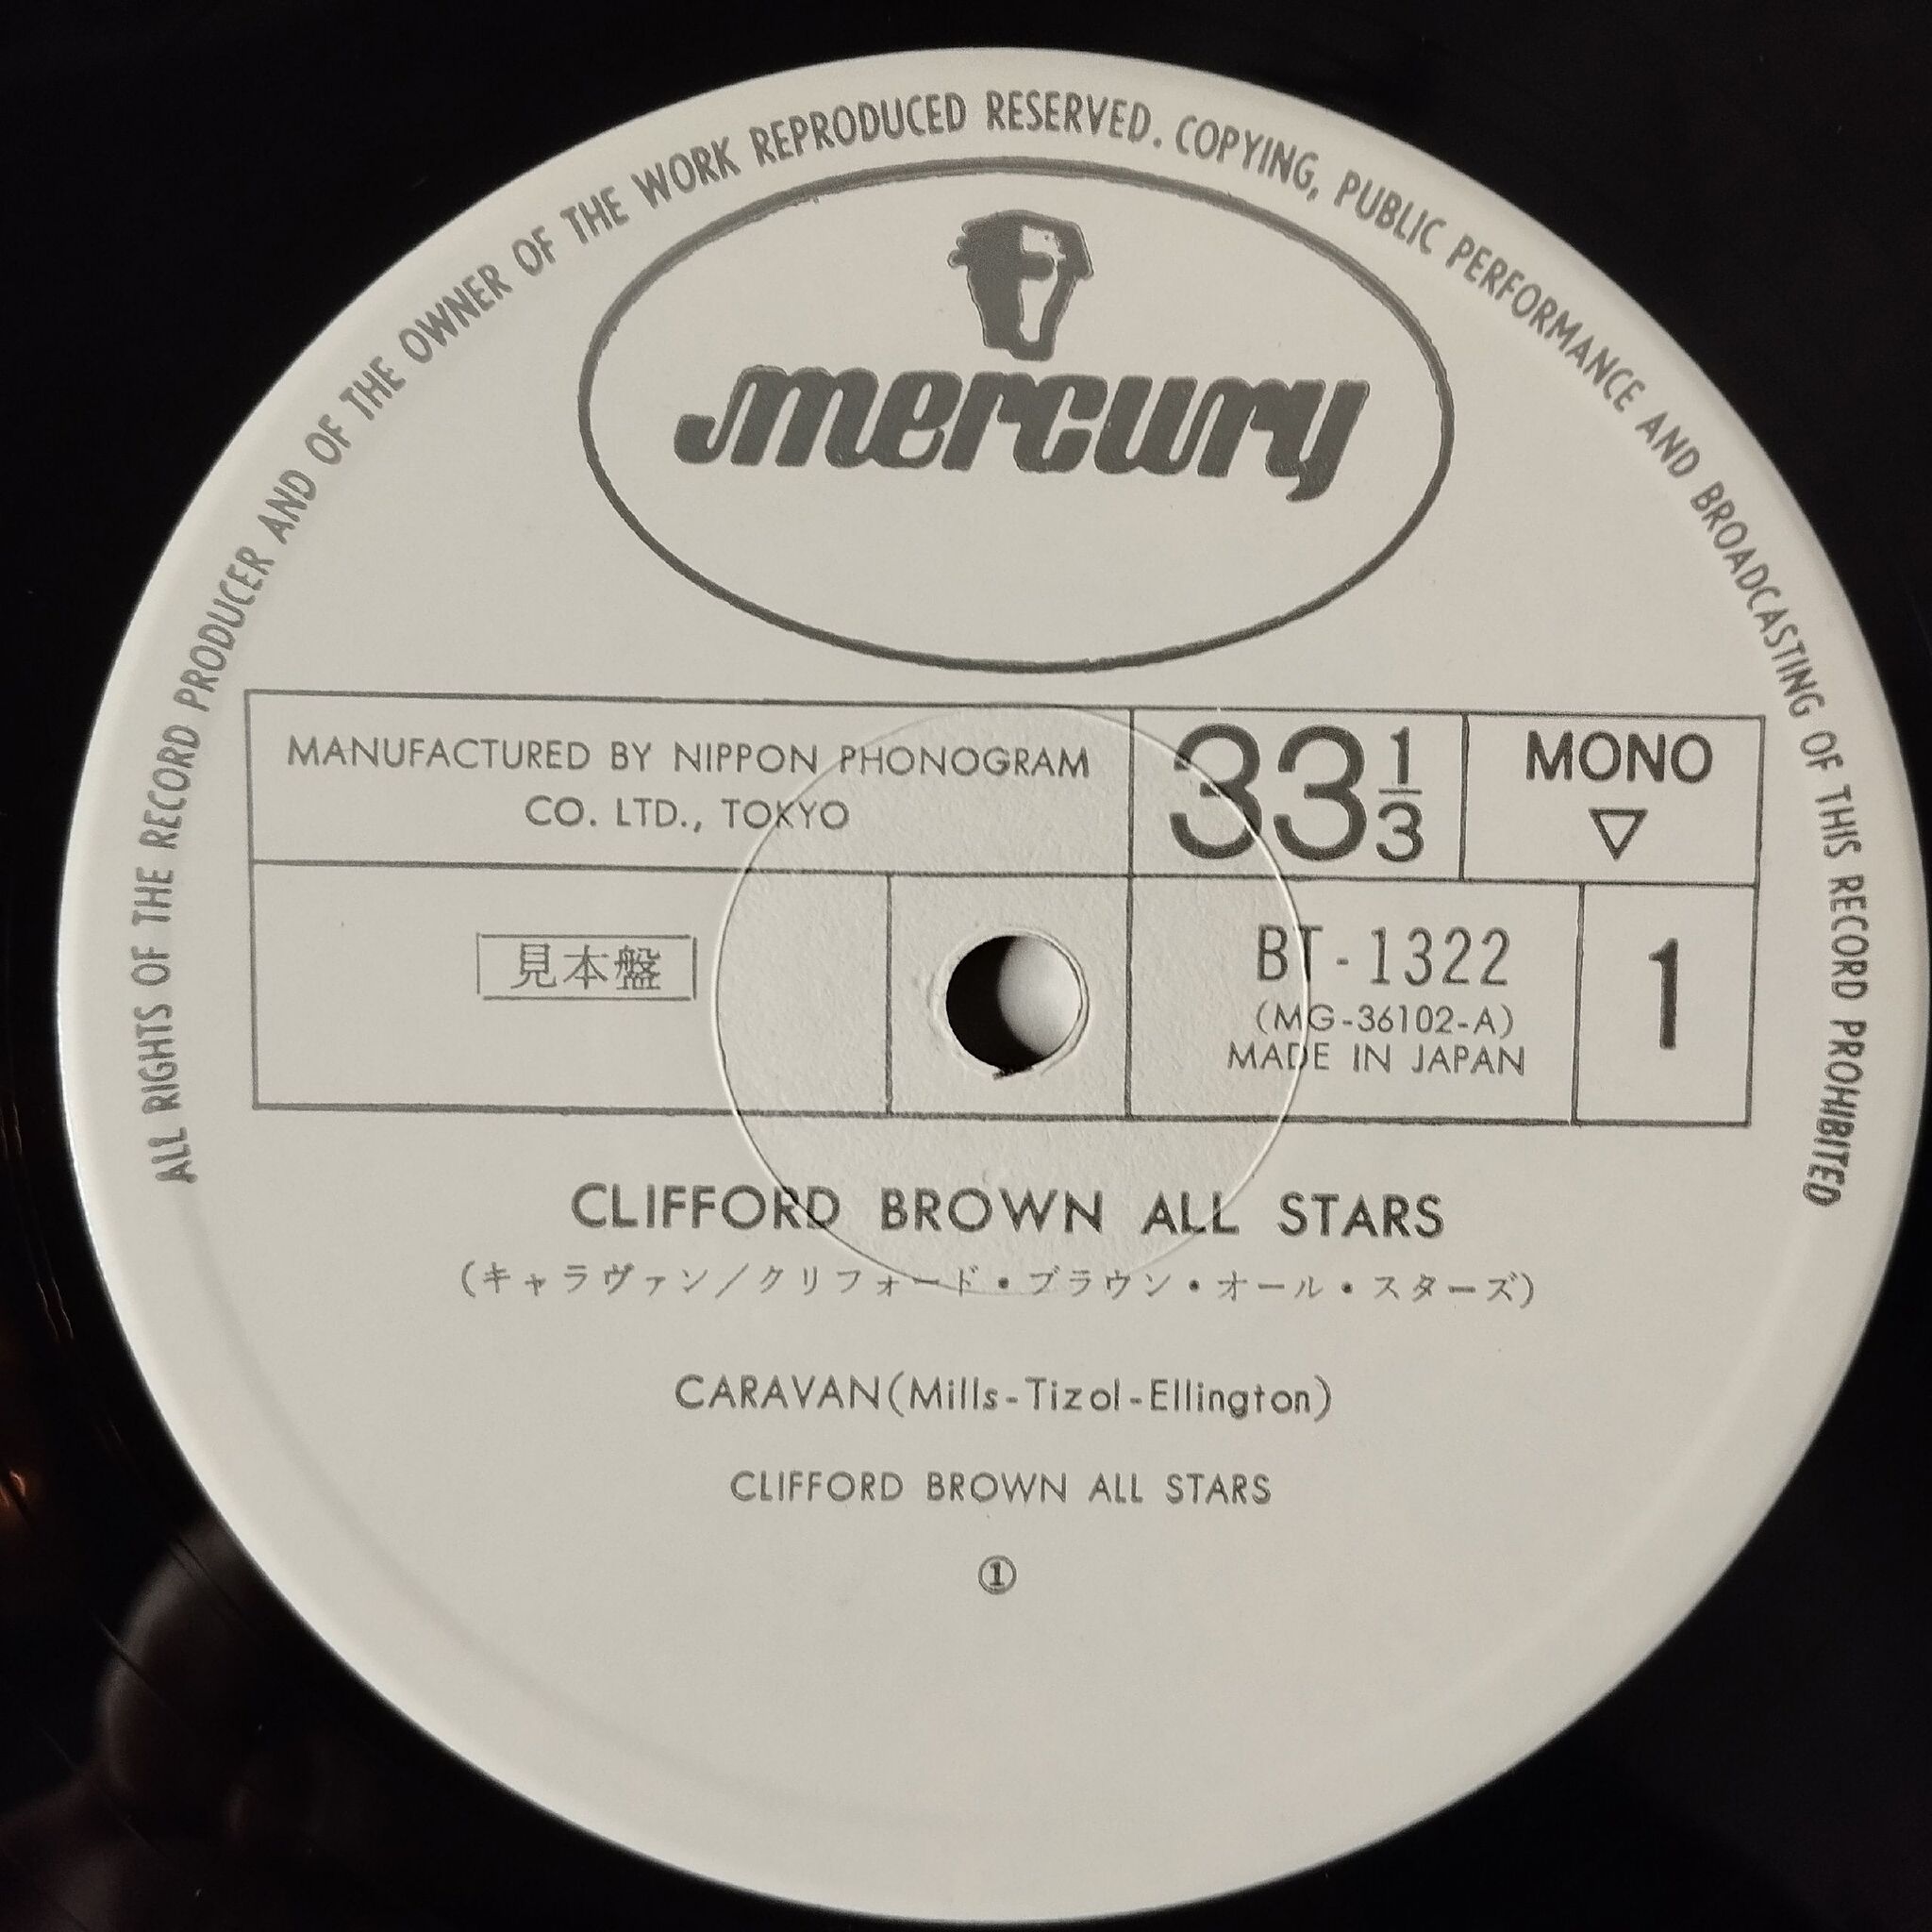 ALL RIGHTS OF THE RECORD PRODUCER AND OF THE OWNER OF THE WORK REPRODUCED RESERVED. COPYING, PUBLIC PERFORMANCE AND BROADCASTING OF THIS RECORD PROHIBITED
mercury
MANUFACTURED BY NIPPON PHONOGRAM
CO. LTD., TOKYO
33 1/3
MONO
▽
見本盤
BT-1322
(MG-36102-A)
MADE IN JAPAN
1
CLIFFORD BROWN ALL STARS
(キャラヴァン/クリフォード・ブラウン・オール・スターズ)
CARAVAN(Mills-Tizol-Ellington)
CLIFFORD BROWN ALL STARS
①